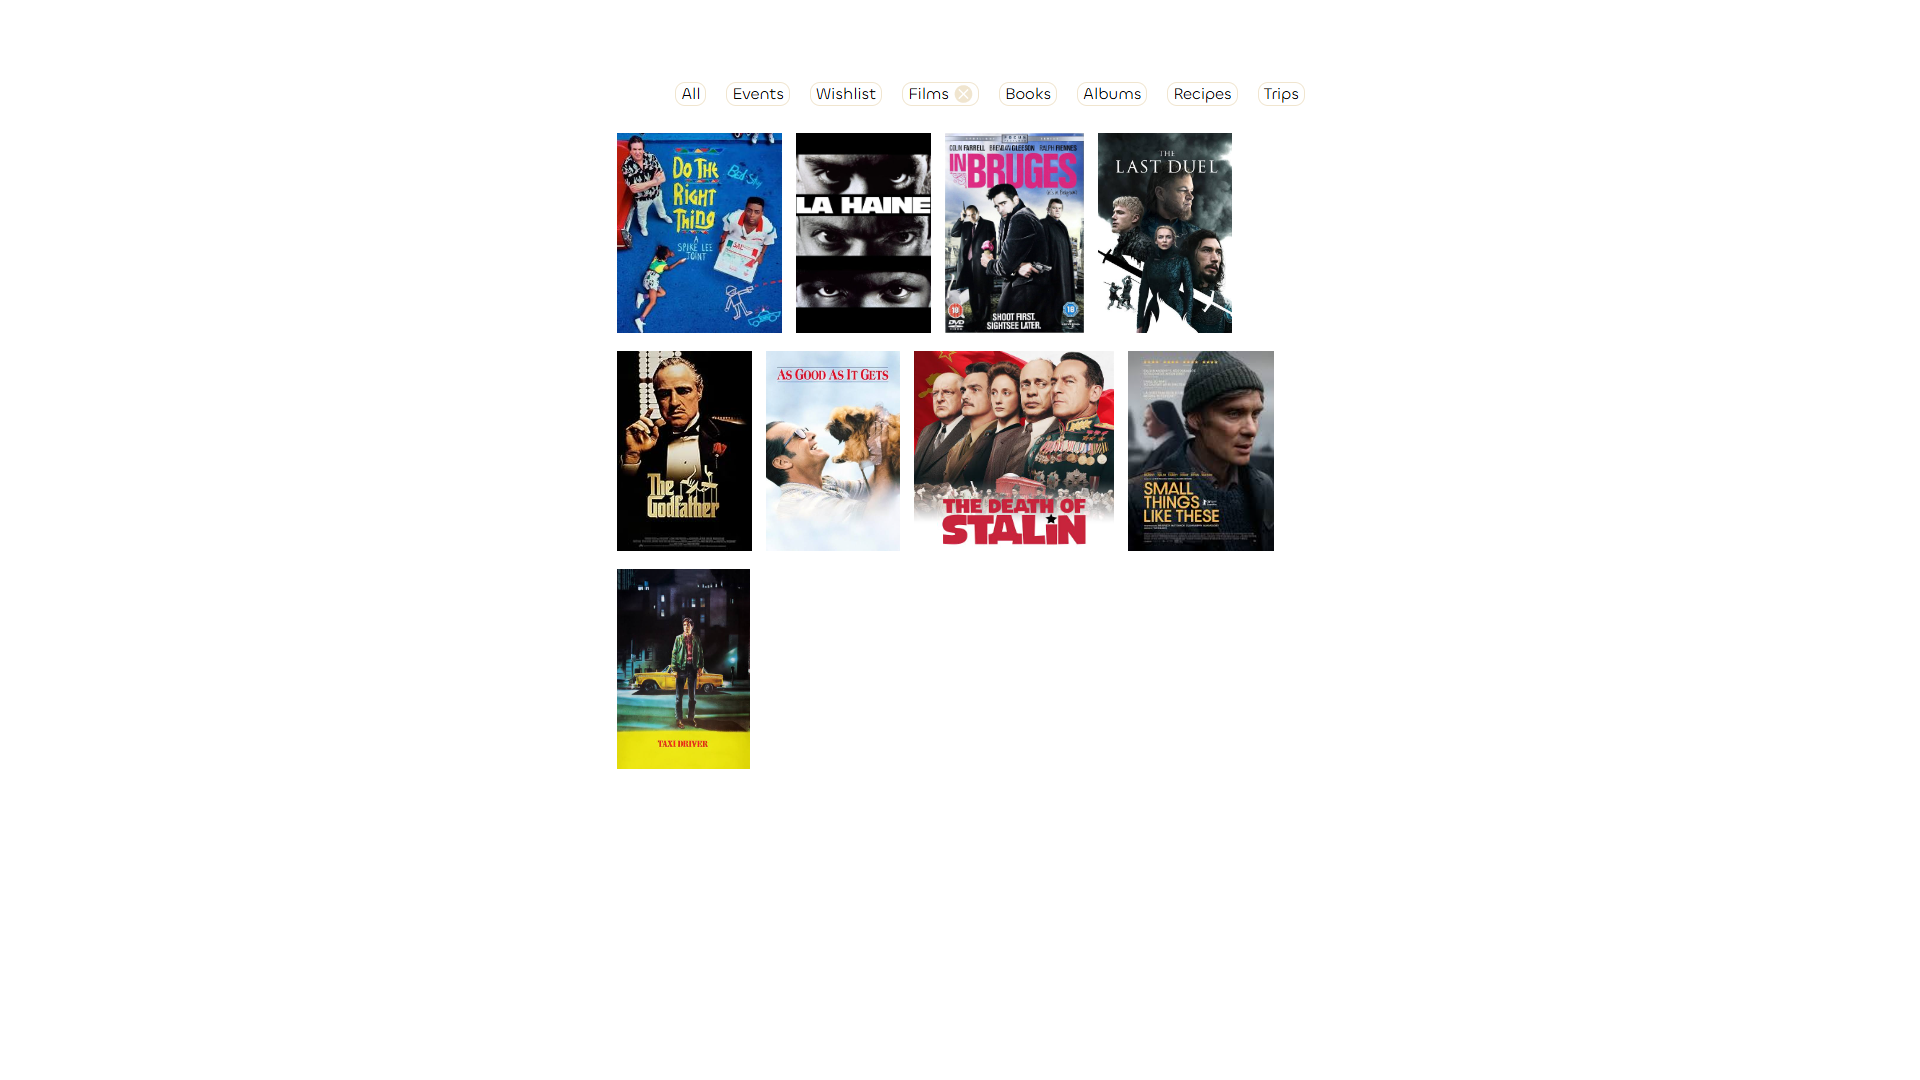 All
Events
Wishlist
Films
Books
Albums
Recipes
Trips
DO THE
RIGHT
THING
A
SPIKE LEE
JOINT
LA HAINE
FOCUS
COLIN FARRELL BRENDAN GLEESON RALPH FIENNES
IN BRUGES
18
18
DVD
SHOOT FIRST.
SIGHTSEE LATER.
THE
LAST DUEL
The
Godfather
AS GOOD AS IT GETS
THE DEATH OF
STALIN
SMALL
THINGS
LIKE THESE
TAXI DRIVER